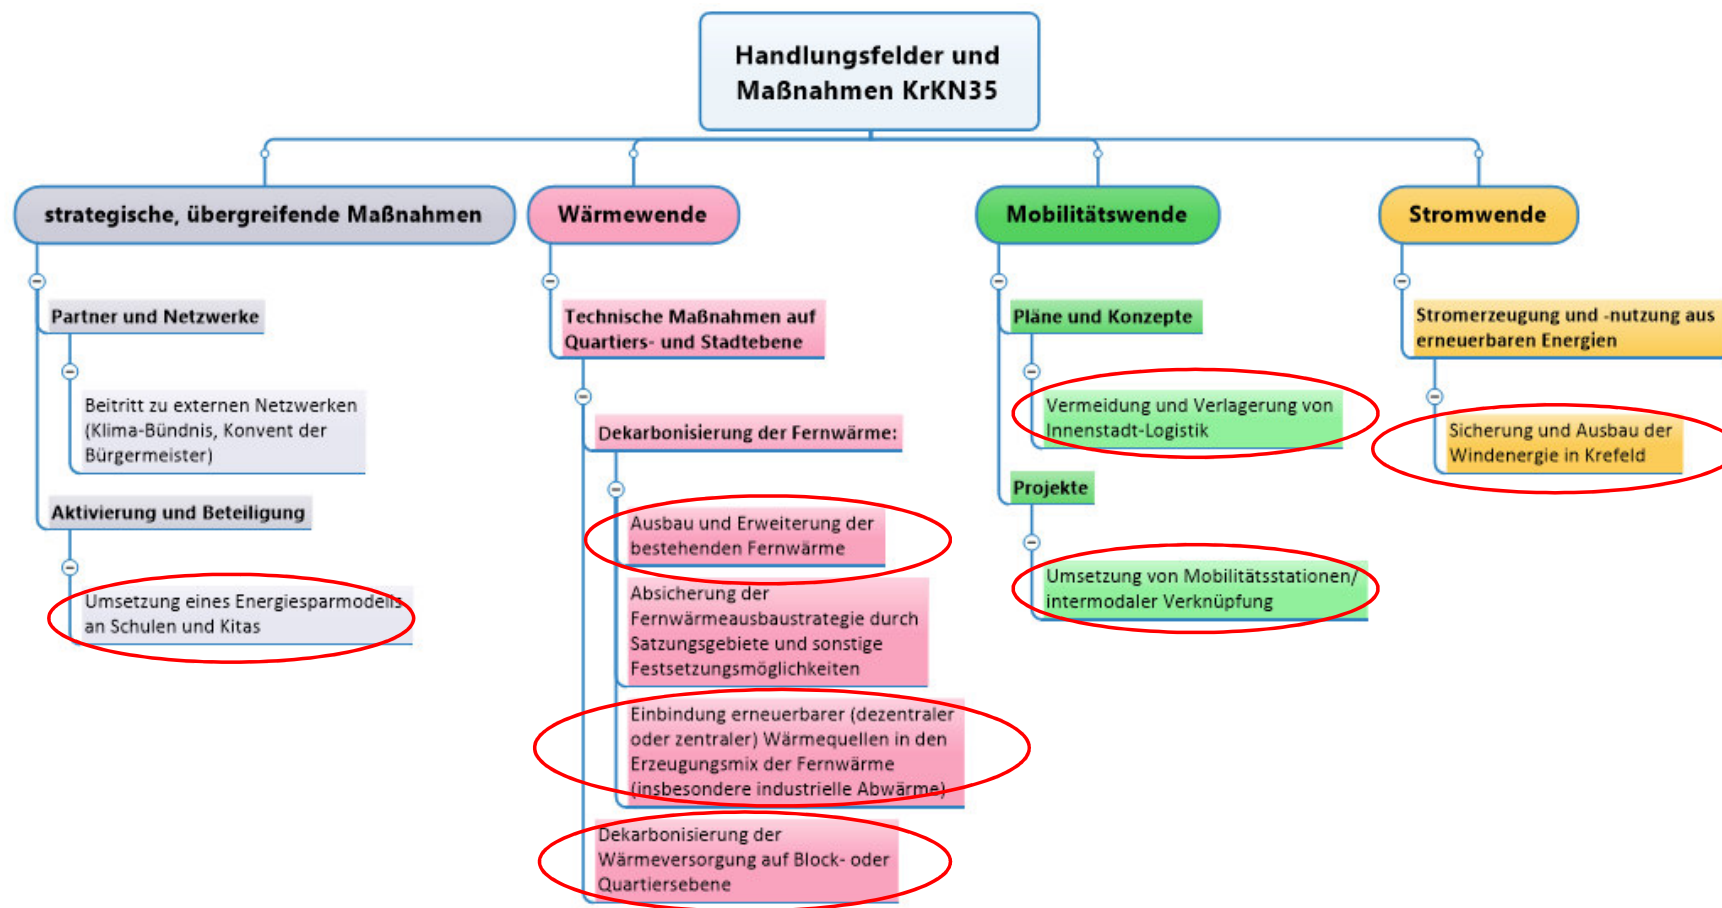 Handlungsfelder und
Maßnahmen KrKN35
strategische, übergreifende Maßnahmen
Partner und Netzwerke
Beitritt zu externen Netzwerken
(Klima-Bündnis, Konvent der
Bürgermeister)
Aktivierung und Beteiligung
Umsetzung eines Energiesparmodells
an Schulen und Kitas
Wärmewende
Technische Maßnahmen auf
Quartiers- und Stadtebene
Dekarbonisierung der Fernwärme:
Ausbau und Erweiterung der
bestehenden Fernwärme
Absicherung der
Fernwärmeausbaustrategie durch
Satzungsgebiete und sonstige
Festsetzungsmöglichkeiten
Einbindung erneuerbarer (dezentraler
oder zentraler) Wärmequellen in den
Erzeugungsmix der Fernwärme
(insbesondere industrielle Abwärme)
Dekarbonisierung der
Wärmeversorgung auf Block- oder
Quartiersebene
Mobilitätswende
Pläne und Konzepte
Vermeidung und Verlagerung von
Innenstadt-Logistik
Projekte
Umsetzung von Mobilitätsstationen/
intermodaler Verknüpfung
Stromwende
Stromerzeugung und -nutzung aus
erneuerbaren Energien
Sicherung und Ausbau der
Windenergie in Krefeld